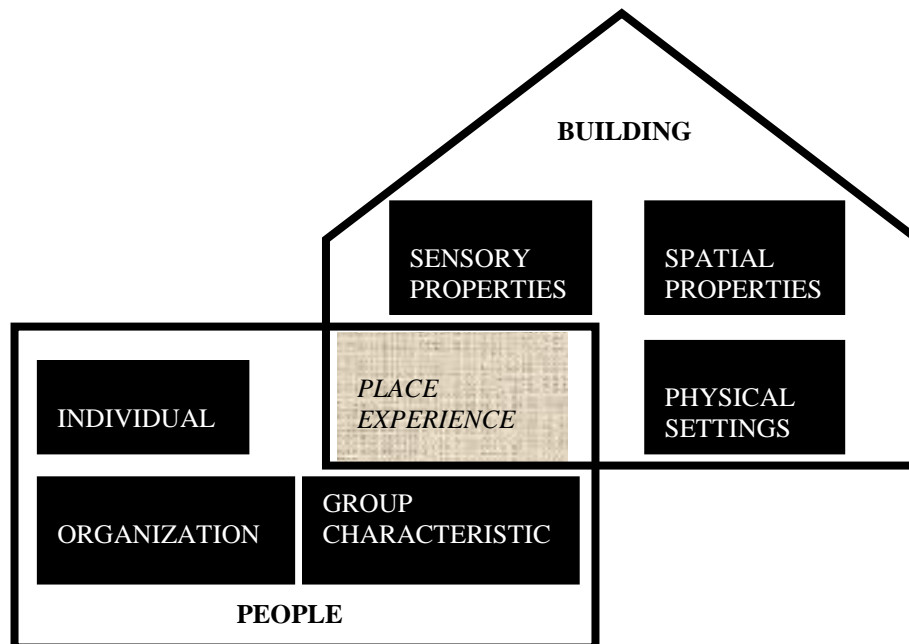 BUILDING
SENSORY
PROPERTIES
SPATIAL
PROPERTIES
INDIVIDUAL
PLACE
EXPERIENCE
PHYSICAL
SETTINGS
ORGANIZATION
GROUP
CHARACTERISTIC
PEOPLE